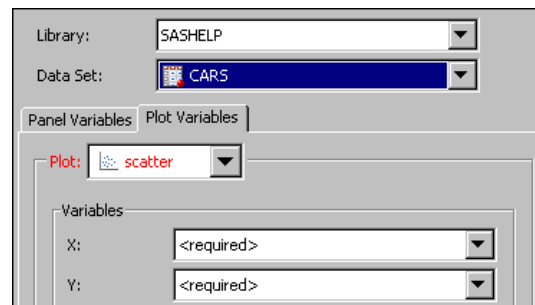 Library: SASHELP
Data Set: CARS
Panel Variables Plot Variables
Plot: scatter
Variables
X: <required>
Y: <required>